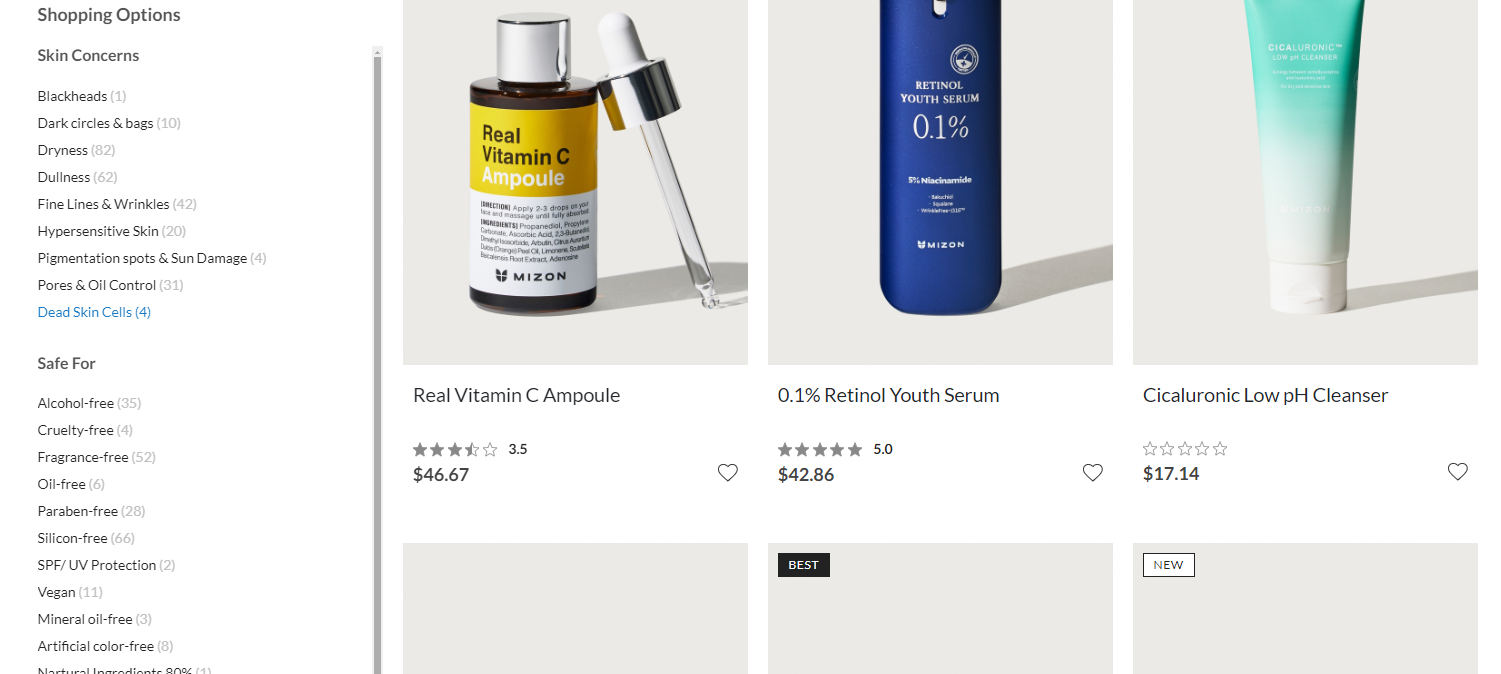 Shopping Options
Skin Concerns
Blackheads (1)
Dark circles & bags (10)
Dryness (82)
Dullness (62)
Fine Lines & Wrinkles (42)
Hypersensitive Skin (20)
Pigmentation spots & Sun Damage (4)
Pores & Oil Control (31)
Dead Skin Cells (4)
Safe For
Alcohol-free (35)
Cruelty-free (4)
Fragrance-free (52)
Oil-free (6)
Paraben-free (28)
Silicon-free (66)
SPF/ UV Protection (2)
Vegan (11)
Mineral oil-free (3)
Artificial color-free (8)
Nartural Ingredients 80% (1)
Real
Vitamin C
Ampoule
[DIRECTION] Apply 2-3 drops on your
face and massage until fully absorbed.
[INGREDIENTS] Propanediol, Propylene
Carbonate, Ascorbic Acid, 2,3-Butanediol,
Dimethyl Isosorbide, Arbutin, Citrus Aurantium
Dulcis (Orange) Peel Oil, Limonene, Scutellaria
Baicalensis Root Extract, Adenosine
MIZON
RETINOL
YOUTH SERUM
0.1%
5% Niacinamide
· Bakuchiol
· Squalane
MIZON
CICALURONIC™
LOW pH CLEANSER
MIZON
Real Vitamin C Ampoule
3.5
$46.67
0.1% Retinol Youth Serum
5.0
$42.86
Cicaluronic Low pH Cleanser
$17.14
BEST
NEW